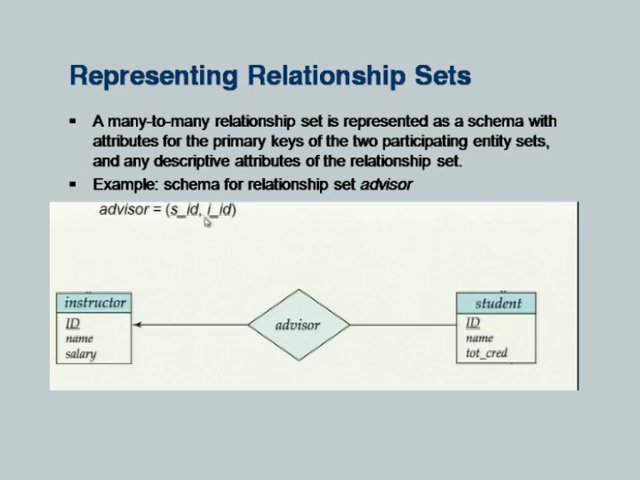 Representing Relationship Sets
▪ A many-to-many relationship set is represented as a schema with
attributes for the primary keys of the two participating entity sets,
and any descriptive attributes of the relationship set.
▪ Example: schema for relationship set advisor
advisor = (s_id, i_id)
instructor
ID
name
salary
advisor
student
ID
name
tot_cred